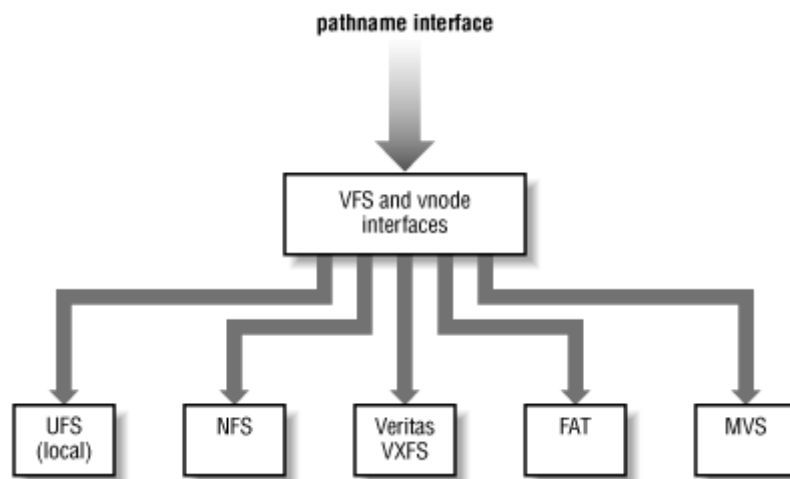 pathname interface
VFS and vnode
interfaces
UFS
(local)
NFS
Veritas
VXFS
FAT
MVS